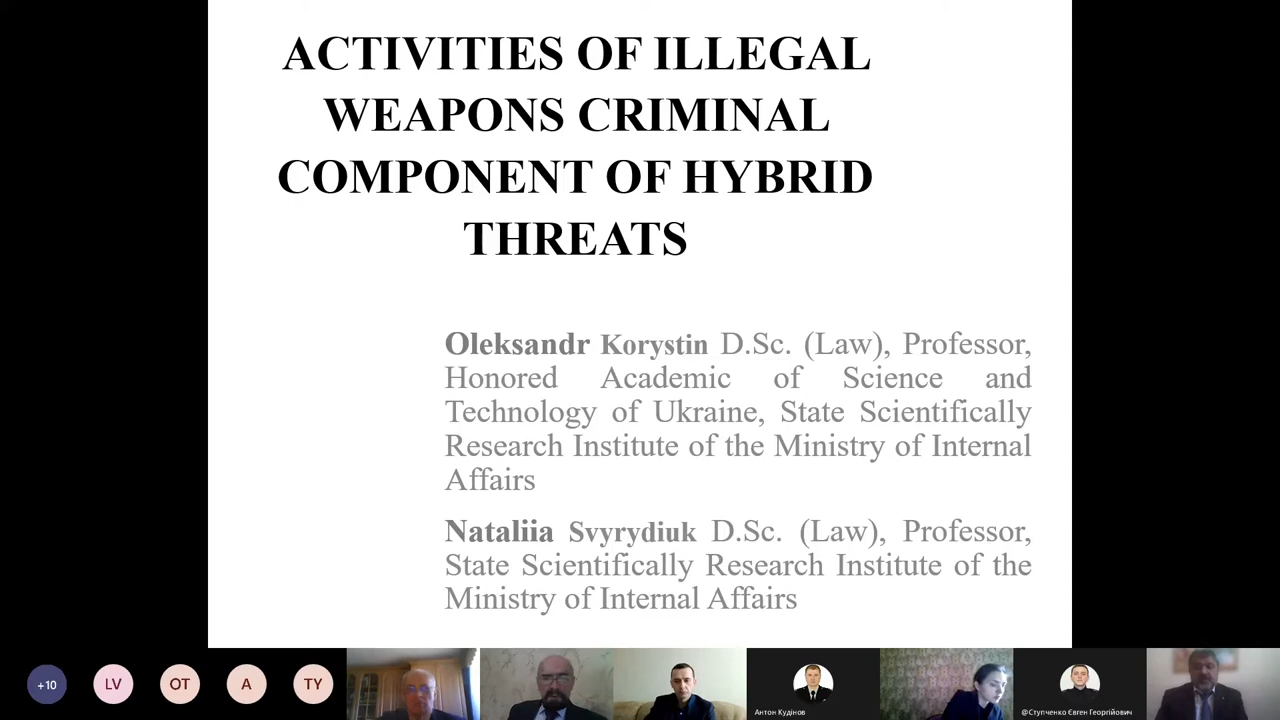 ACTIVITIES OF ILLEGAL
WEAPONS CRIMINAL
COMPONENT OF HYBRID
THREATS
Oleksandr Korystin D.Sc. (Law), Professor,
Honored Academic of Science and
Technology of Ukraine, State Scientifically
Research Institute of the Ministry of Internal
Affairs
Nataliia Svyrydiuk D.Sc. (Law), Professor,
State Scientifically Research Institute of the
Ministry of Internal Affairs
+10 LV OT A TY
Антон Кудінов
@Ступченко Євген Георгійович